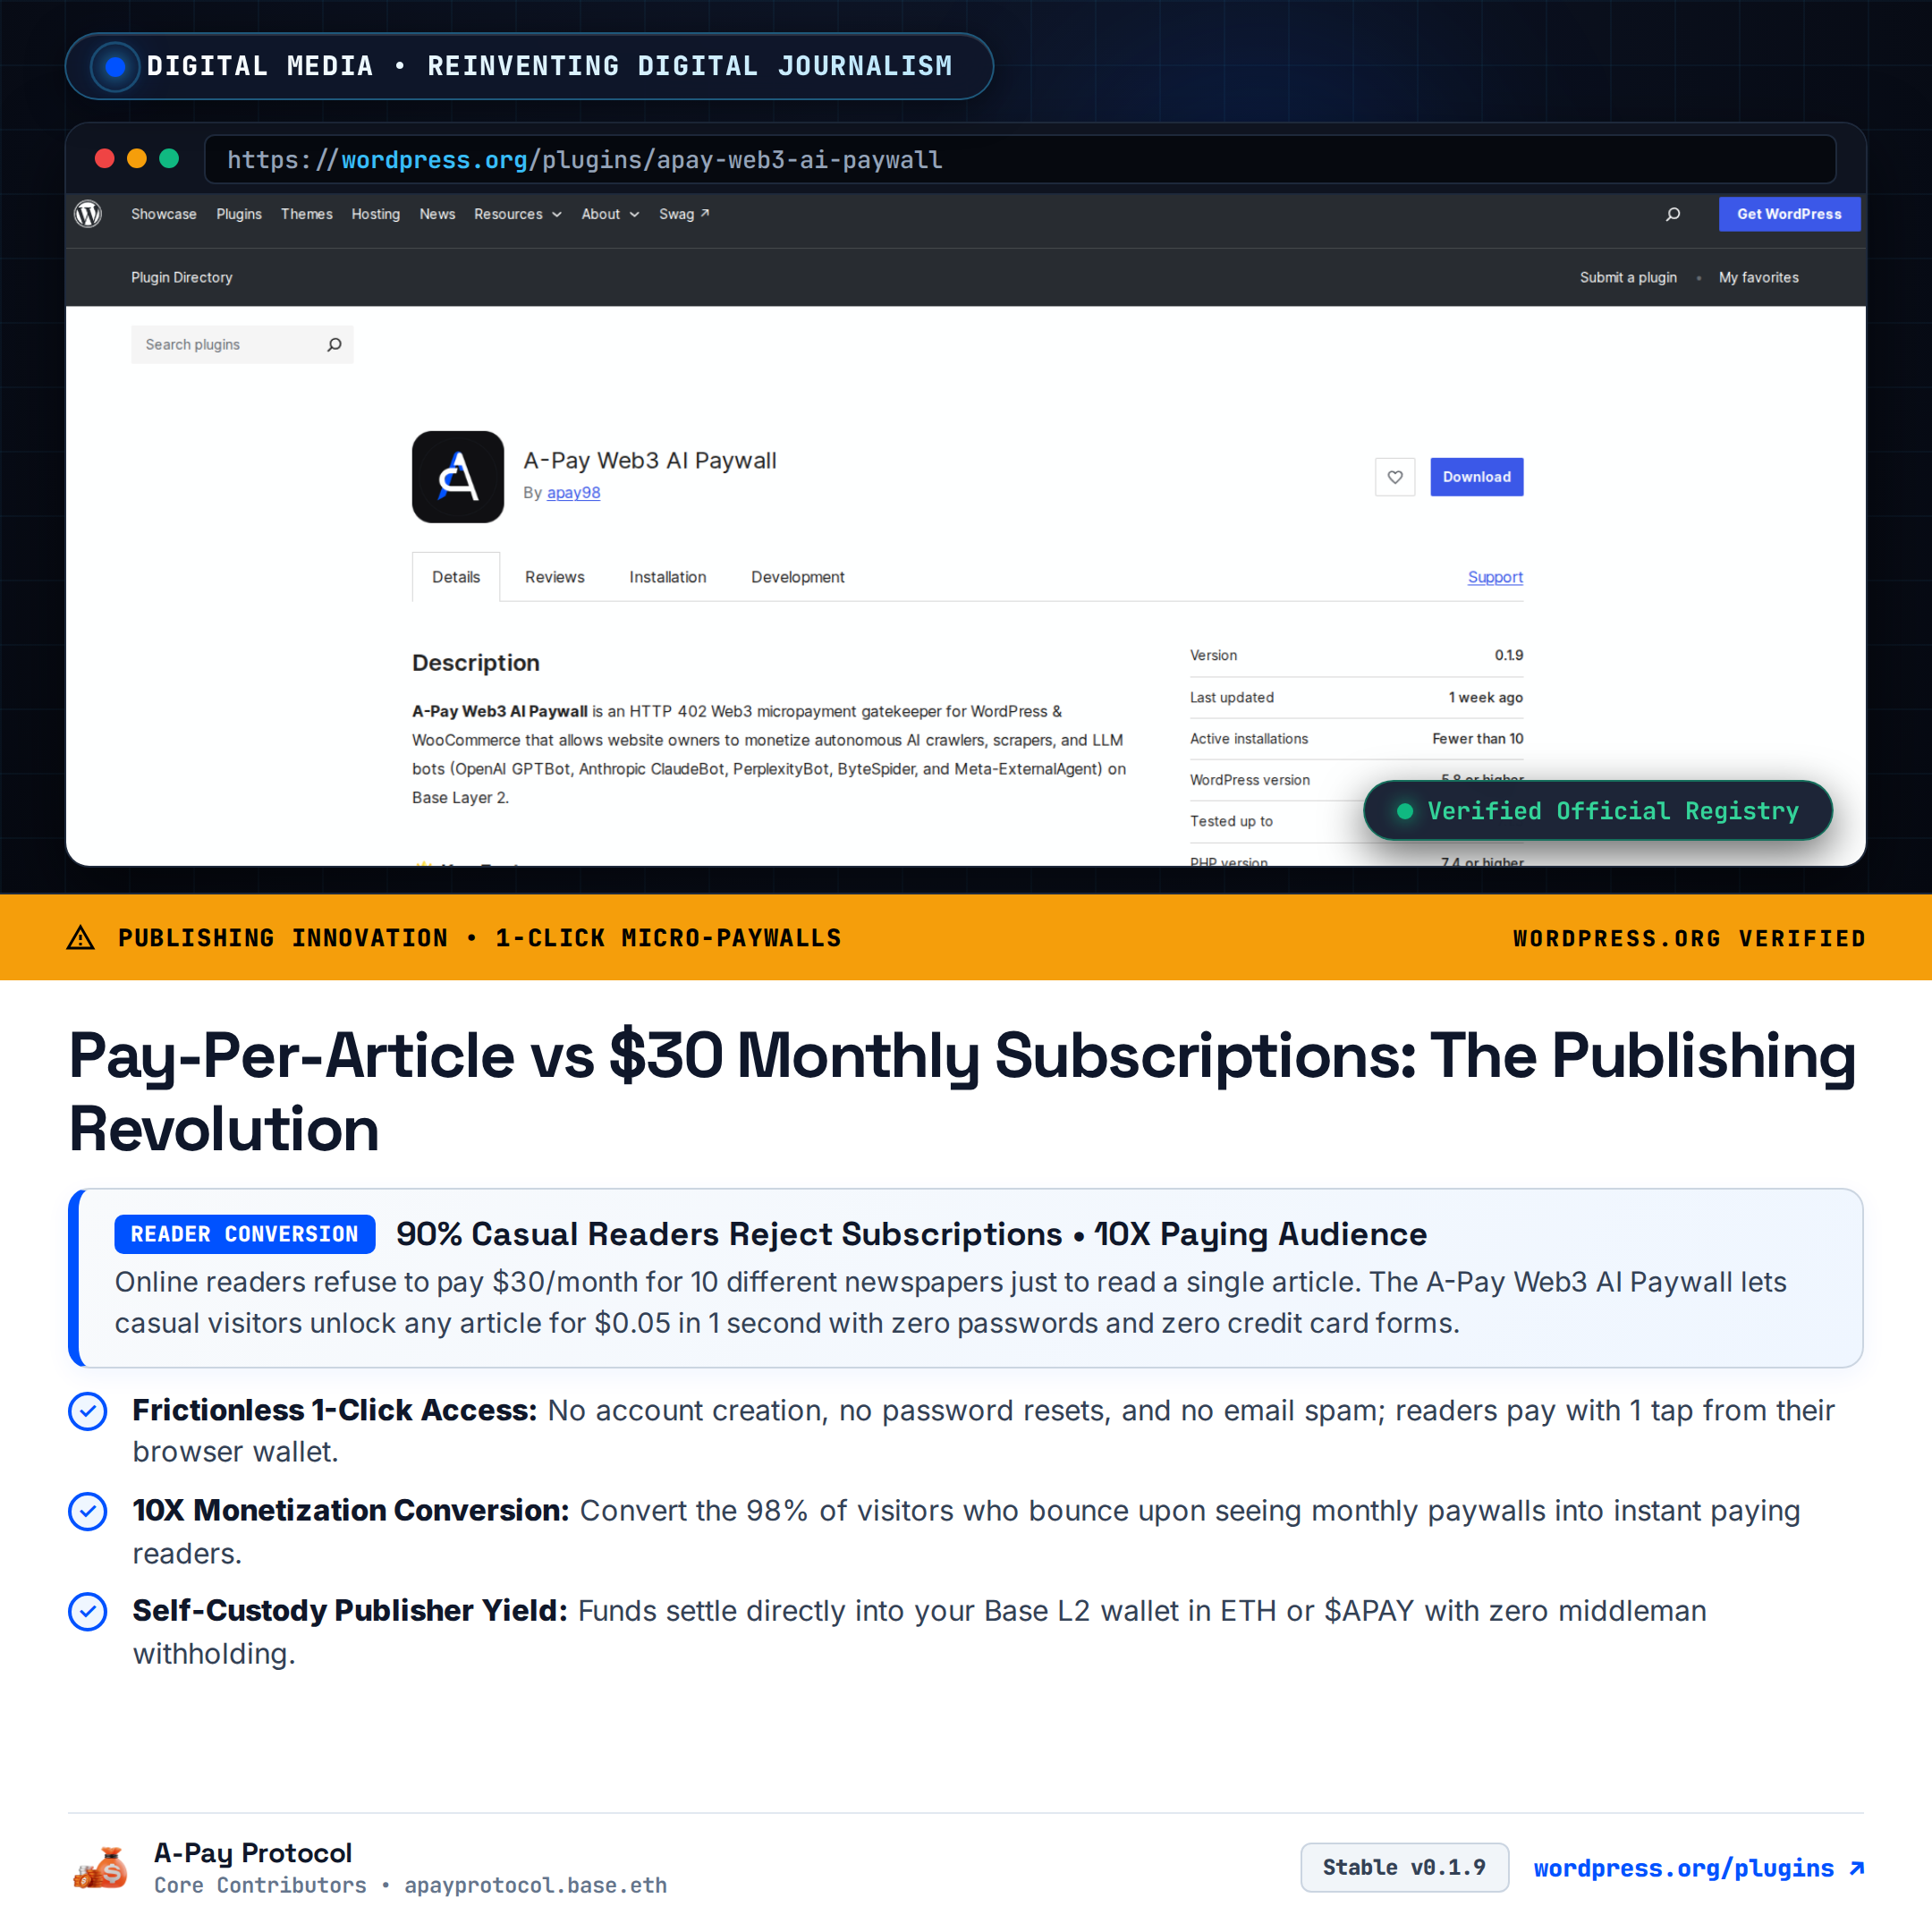 DIGITAL MEDIA • REINVENTING DIGITAL JOURNALISM
https://wordpress.org/plugins/apay-web3-ai-paywall
Showcase Plugins Themes Hosting News Resources About Swag ↗ Get WordPress
Plugin Directory Submit a plugin • My favorites
Search plugins
A-Pay Web3 AI Paywall
By apay98
Download
Details Reviews Installation Development Support
Description
A-Pay Web3 AI Paywall is an HTTP 402 Web3 micropayment gatekeeper for WordPress &
WooCommerce that allows website owners to monetize autonomous AI crawlers, scrapers, and LLM
bots (OpenAI GPTBot, Anthropic ClaudeBot, PerplexityBot, ByteSpider, and Meta-ExternalAgent) on
Base Layer 2.
Version 0.1.9
Last updated 1 week ago
Active installations Fewer than 10
WordPress version 5.8 or higher
Tested up to
PHP version 7.4 or higher
Verified Official Registry
PUBLISHING INNOVATION • 1-CLICK MICRO-PAYWALLS
WORDPRESS.ORG VERIFIED
Pay-Per-Article vs $30 Monthly Subscriptions: The Publishing
Revolution
READER CONVERSION 90% Casual Readers Reject Subscriptions • 10X Paying Audience
Online readers refuse to pay $30/month for 10 different newspapers just to read a single article. The A-Pay Web3 AI Paywall lets
casual visitors unlock any article for $0.05 in 1 second with zero passwords and zero credit card forms.
Frictionless 1-Click Access: No account creation, no password resets, and no email spam; readers pay with 1 tap from their
browser wallet.
10X Monetization Conversion: Convert the 98% of visitors who bounce upon seeing monthly paywalls into instant paying
readers.
Self-Custody Publisher Yield: Funds settle directly into your Base L2 wallet in ETH or $APAY with zero middleman
withholding.
A-Pay Protocol
Core Contributors • apayprotocol.base.eth
Stable v0.1.9
wordpress.org/plugins ↗